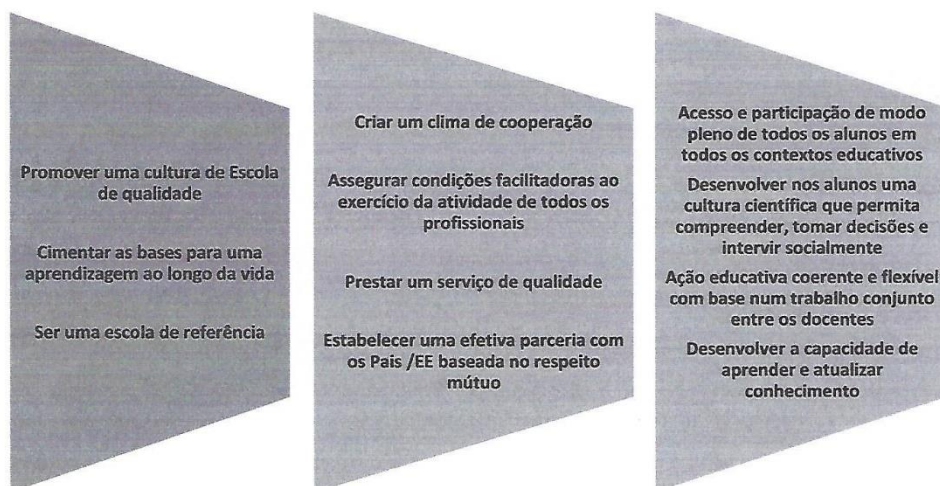 Promover uma cultura de Escola
de qualidade
Cimentar as bases para uma
aprendizagem ao longo da vida
Ser uma escola de referência
Criar um clima de cooperação
Assegurar condições facilitadoras ao
exercício da atividade de todos os
profissionais
Prestar um serviço de qualidade
Estabelecer uma efetiva parceria com
os Pais /EE baseada no respeito
mútuo
Acesso e participação de modo
pleno de todos os alunos em
todos os contextos educativos
Desenvolver nos alunos uma
cultura científica que permita
compreender, tomar decisões e
intervir socialmente
Ação educativa coerente e flexível
com base num trabalho conjunto
entre os docentes
Desenvolver a capacidade de
aprender e atualizar
conhecimento